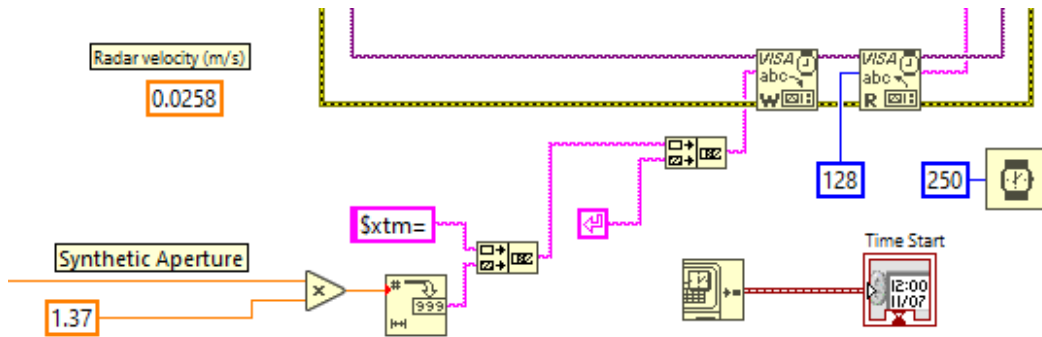 Radar velocity (m/s)
0.0258
VISA
abc
W
VISA
abc
R
128
250
$xtm=
Synthetic Aperture
1.37
×
#
999
Time Start
12:00
11/07